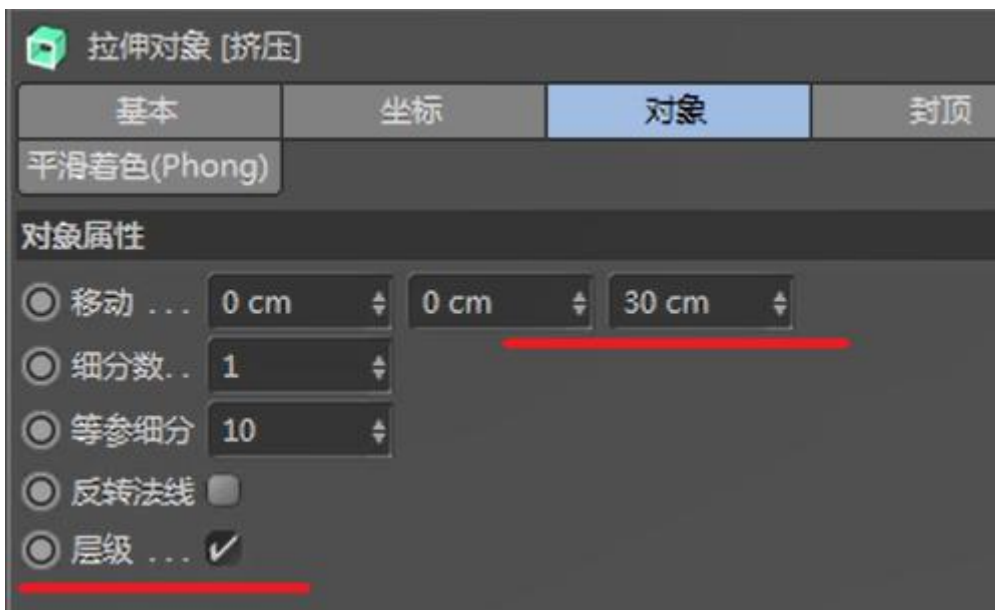 拉伸对象 [挤压]
基本 坐标 对象 封顶
平滑着色(Phong)
对象属性
移动 . . . 0 cm 0 cm 30 cm
细分数. . 1
等参细分 10
反转法线
层级 . . .